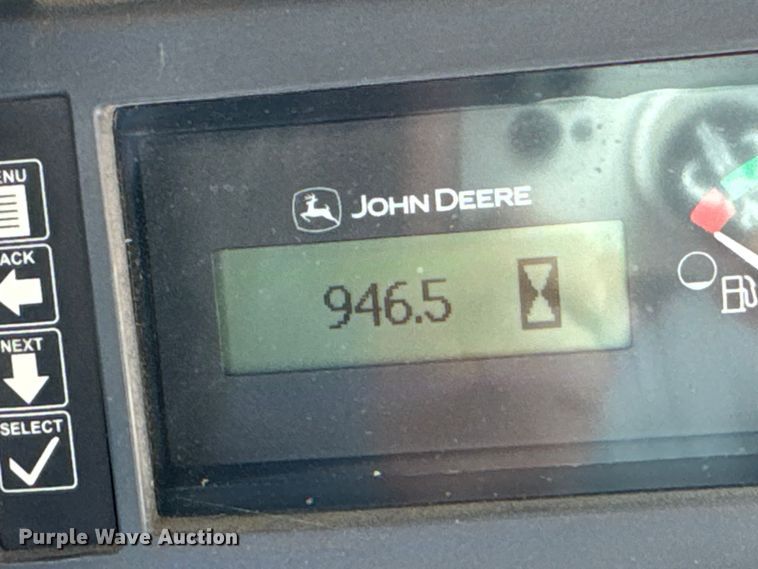 JOHN DEERE
946.5
ENU
ACK
NEXT
SELECT
Purple Wave Auction